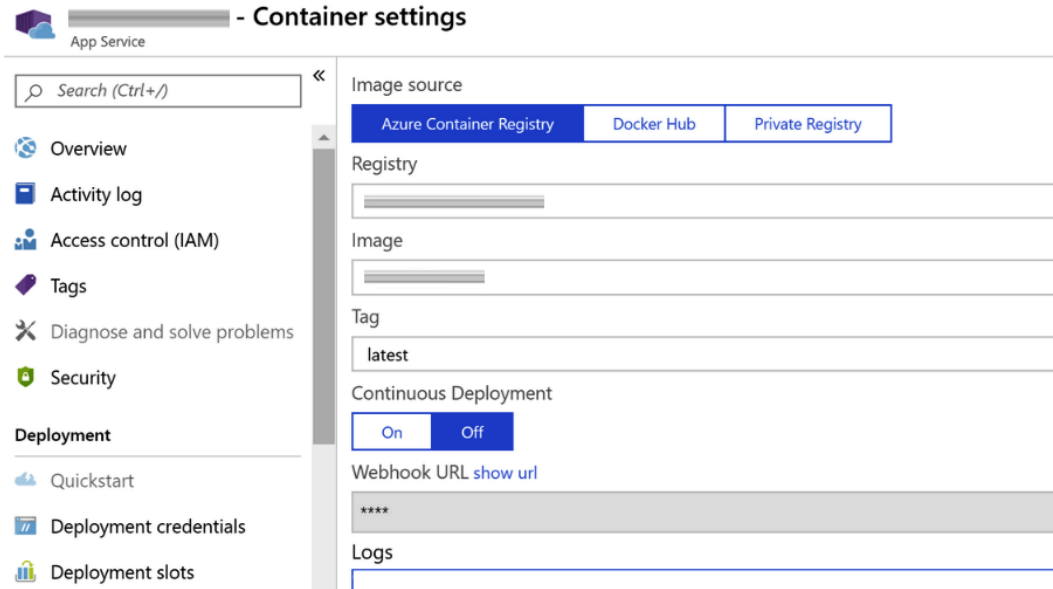 - Container settings
App Service
Search (Ctrl+/)
«
Overview
Activity log
Access control (IAM)
Tags
Diagnose and solve problems
Security
Deployment
Quickstart
Deployment credentials
Deployment slots
Image source
Azure Container Registry
Docker Hub
Private Registry
Registry
Image
Tag
latest
Continuous Deployment
On
Off
Webhook URL show url
****
Logs